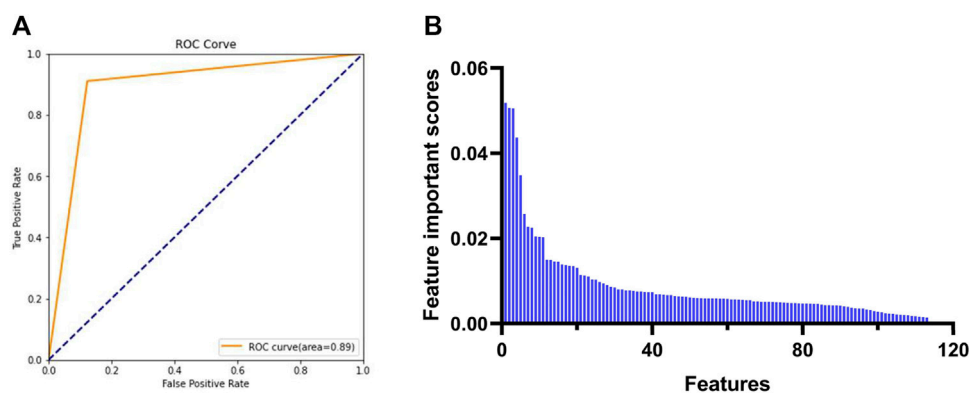 A
ROC Corve
1.0
0.8
0.6
0.4
0.2
0.0
True Positive Rate
0.0 0.2 0.4 0.6 0.8 1.0
False Positive Rate
ROC curve(area=0.89)
B
0.06
0.04
0.02
0.00
Feature important scores
0 40 80 120
Features